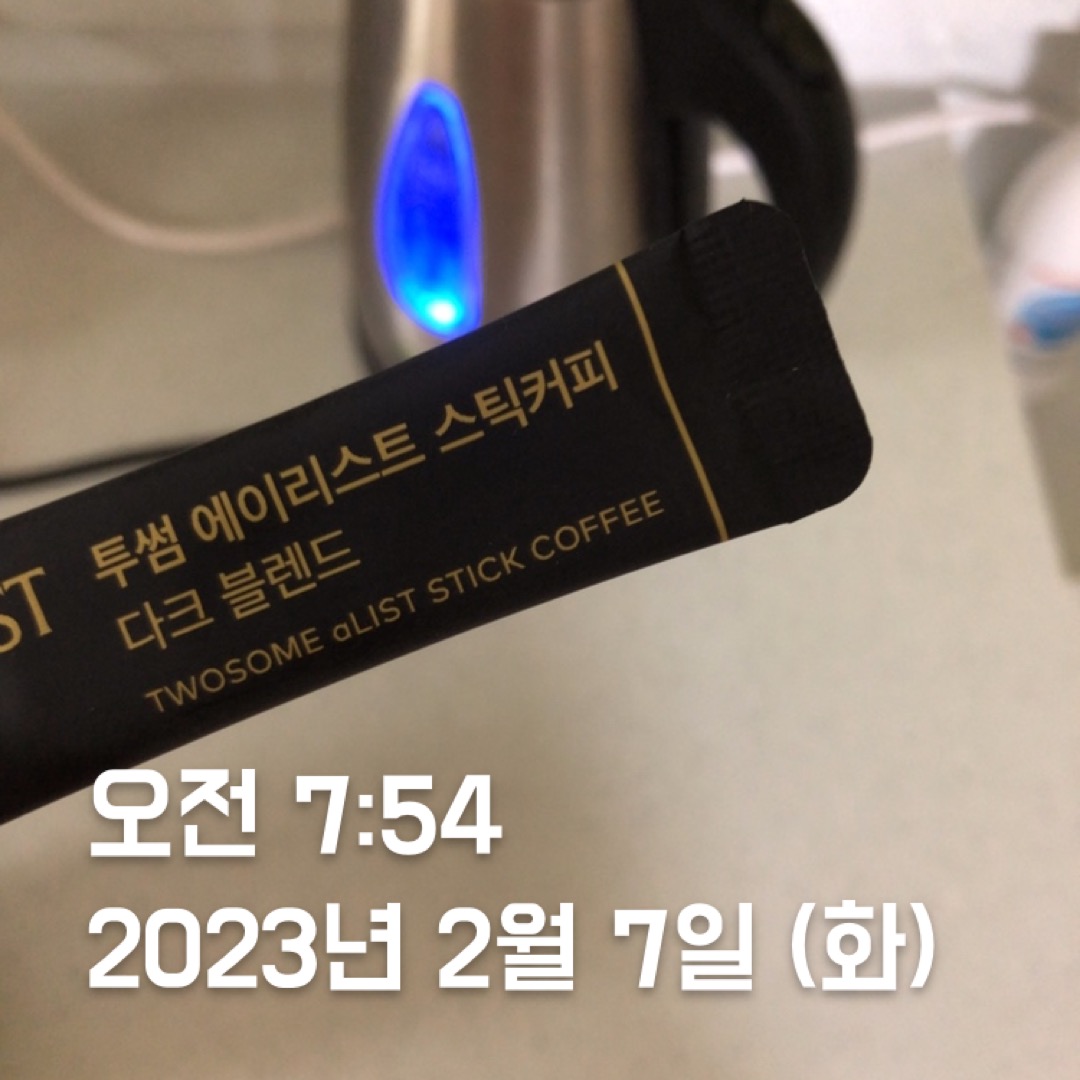 ST
투썸 에이리스트 스틱커피
다크 블렌드
TWOSOME aLIST STICK COFFEE
오전 7:54
2023년 2월 7일 (화)